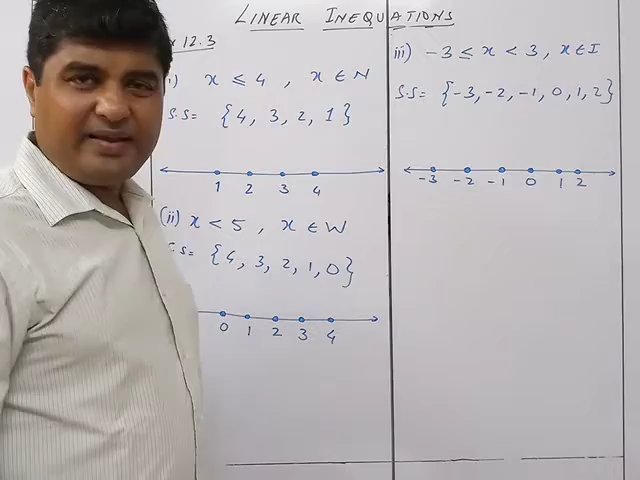 LINEAR INEQUATIONS
12.3
i) x ≤ 4 , x ∈ N
S.S = {4, 3, 2, 1}
1 2 3 4
(ii) x < 5 , x ∈ W
S.S = {4, 3, 2, 1, 0}
0 1 2 3 4
iii) -3 ≤ x < 3, x ∈ I
S.S = {-3, -2, -1, 0, 1, 2}
-3 -2 -1 0 1 2